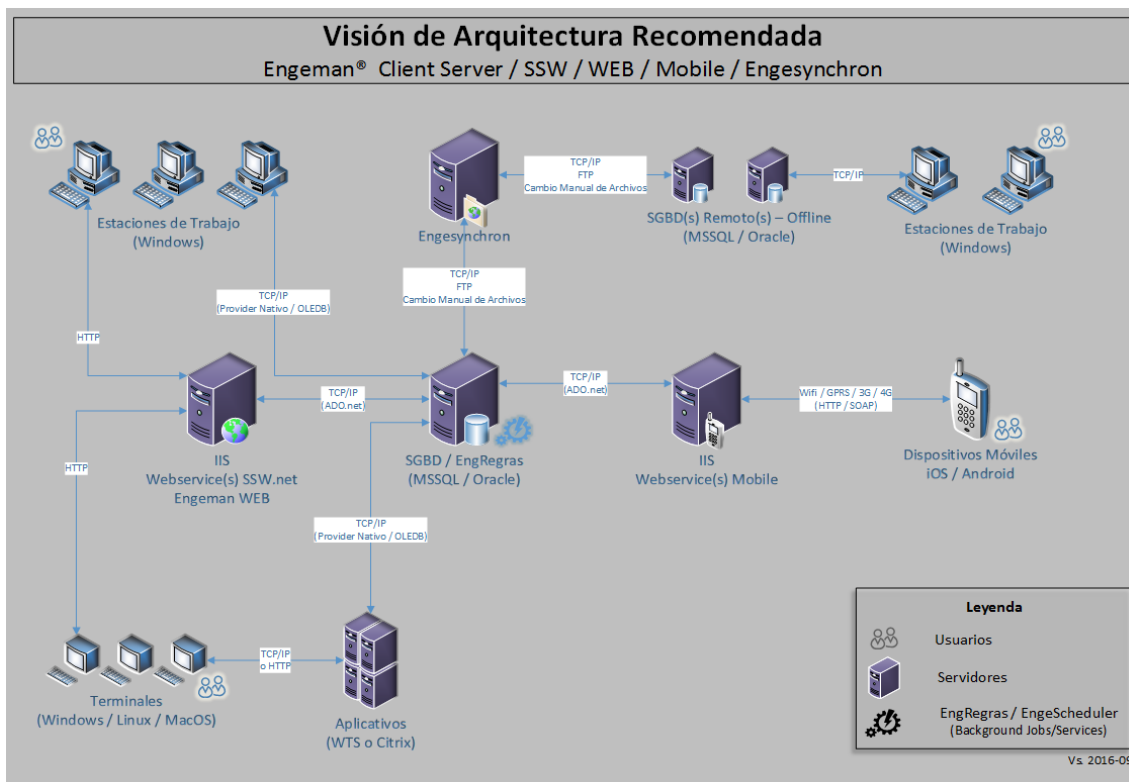 Visión de Arquitectura Recomendada
Engeman® Client Server / SSW / WEB / Mobile / Engesynchron
Estaciones de Trabajo
(Windows)
TCP/IP
FTP
Cambio Manual de Archivos
Engesynchron
SGBD(s) Remoto(s) – Offline
(MSSQL / Oracle)
TCP/IP
Estaciones de Trabajo
(Windows)
TCP/IP
FTP
Cambio Manual de Archivos
TCP/IP
(Provider Nativo / OLEDB)
HTTP
TCP/IP
(ADO.net)
TCP/IP
(ADO.net)
Wifi / GPRS / 3G / 4G
(HTTP / SOAP)
IIS
Webservice(s) SSW.net
Engeman WEB
SGBD / EngRegras
(MSSQL / Oracle)
IIS
Webservice(s) Mobile
Dispositivos Móviles
iOS / Android
HTTP
TCP/IP
(Provider Nativo / OLEDB)
TCP/IP
o HTTP
Terminales
(Windows / Linux / MacOS)
Aplicativos
(WTS o Citrix)
Leyenda
Usuarios
Servidores
EngRegras / EngeScheduler
(Background Jobs/Services)
Vs. 2016-09